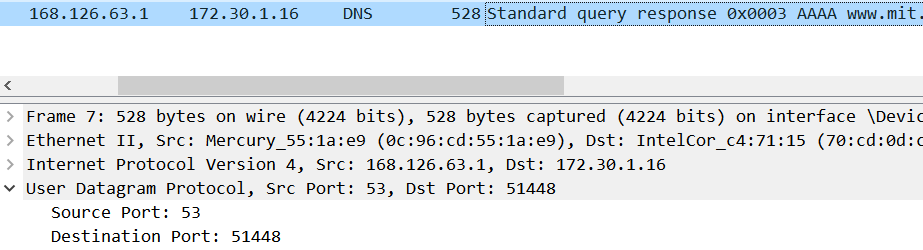 168.126.63.1 172.30.1.16 DNS 528 Standard query response 0x0003 AAAA www.mit.
Frame 7: 528 bytes on wire (4224 bits), 528 bytes captured (4224 bits) on interface \Devic
Ethernet II, Src: Mercury_55:1a:e9 (0c:96:cd:55:1a:e9), Dst: IntelCor_c4:71:15 (70:cd:0d:c
Internet Protocol Version 4, Src: 168.126.63.1, Dst: 172.30.1.16
User Datagram Protocol, Src Port: 53, Dst Port: 51448
Source Port: 53
Destination Port: 51448